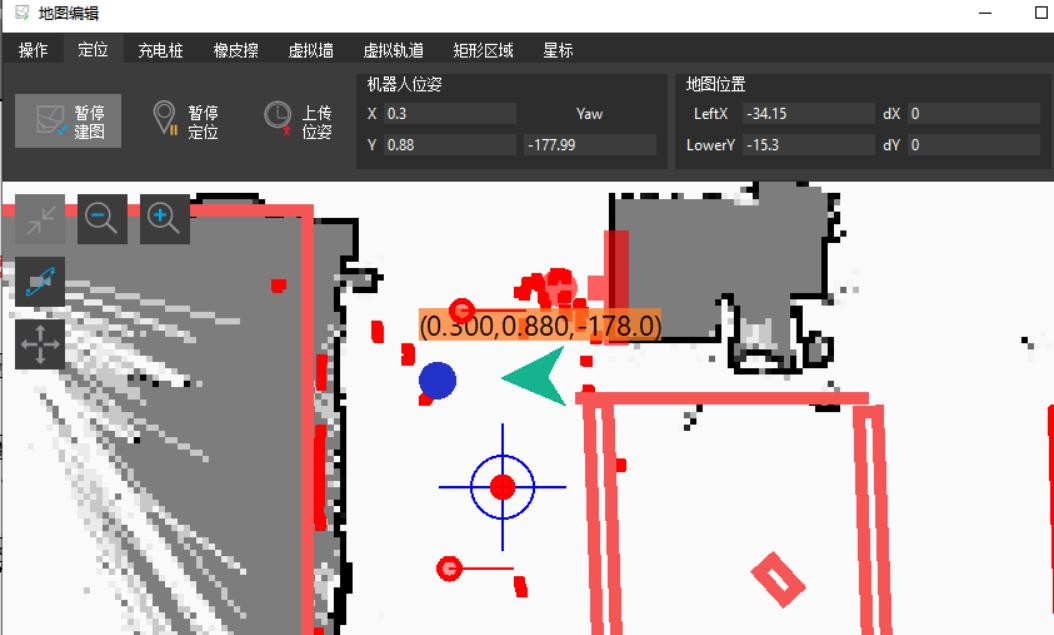 地图编辑
操作 定位 充电桩 橡皮擦 虚拟墙 虚拟轨道 矩形区域 星标
暂停
建图
暂停
定位
上传
位姿
机器人位姿
X 0.3 Yaw
Y 0.88 -177.99
地图位置
LeftX -34.15 dX 0
LowerY -15.3 dY 0
(0.300,0.880,-178.0)